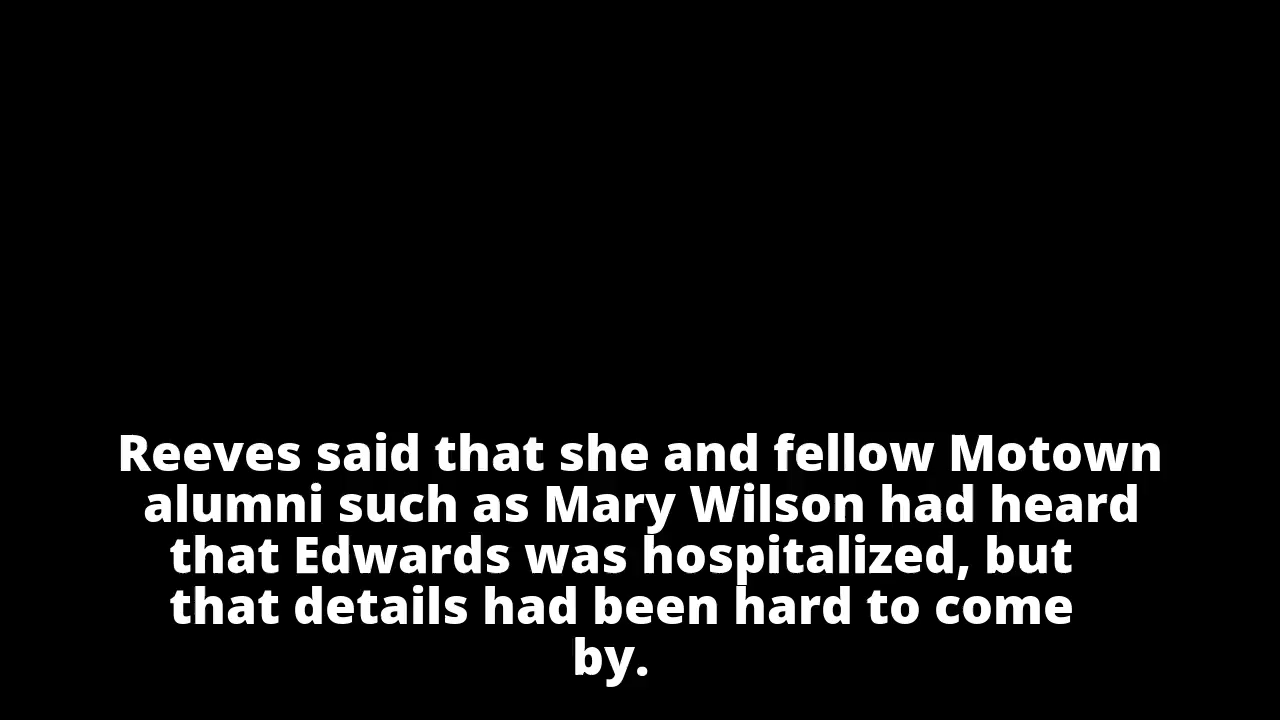 Reeves said that she and fellow Motown
alumni such as Mary Wilson had heard
that Edwards was hospitalized, but
that details had been hard to come
by.